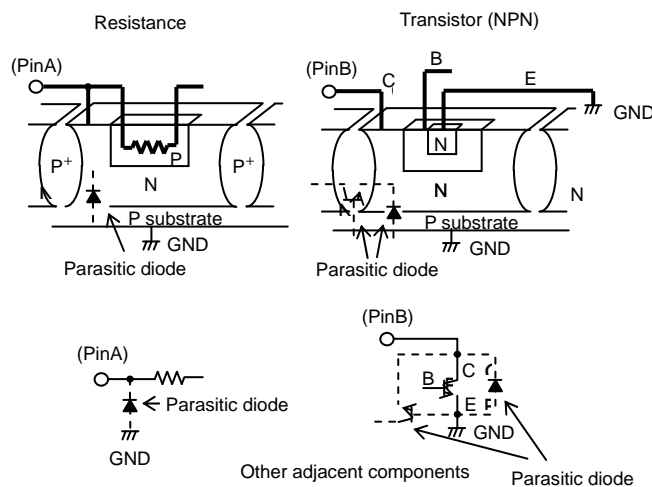 Resistance
Transistor (NPN)
(PinA)
(PinB)
C
B
E
GND
P+
P
P+
N
N
N
N
P substrate
P substrate
GND
GND
Parasitic diode
Parasitic diode
(PinA)
(PinB)
Parasitic diode
B
C
E
GND
GND
Other adjacent components
Parasitic diode